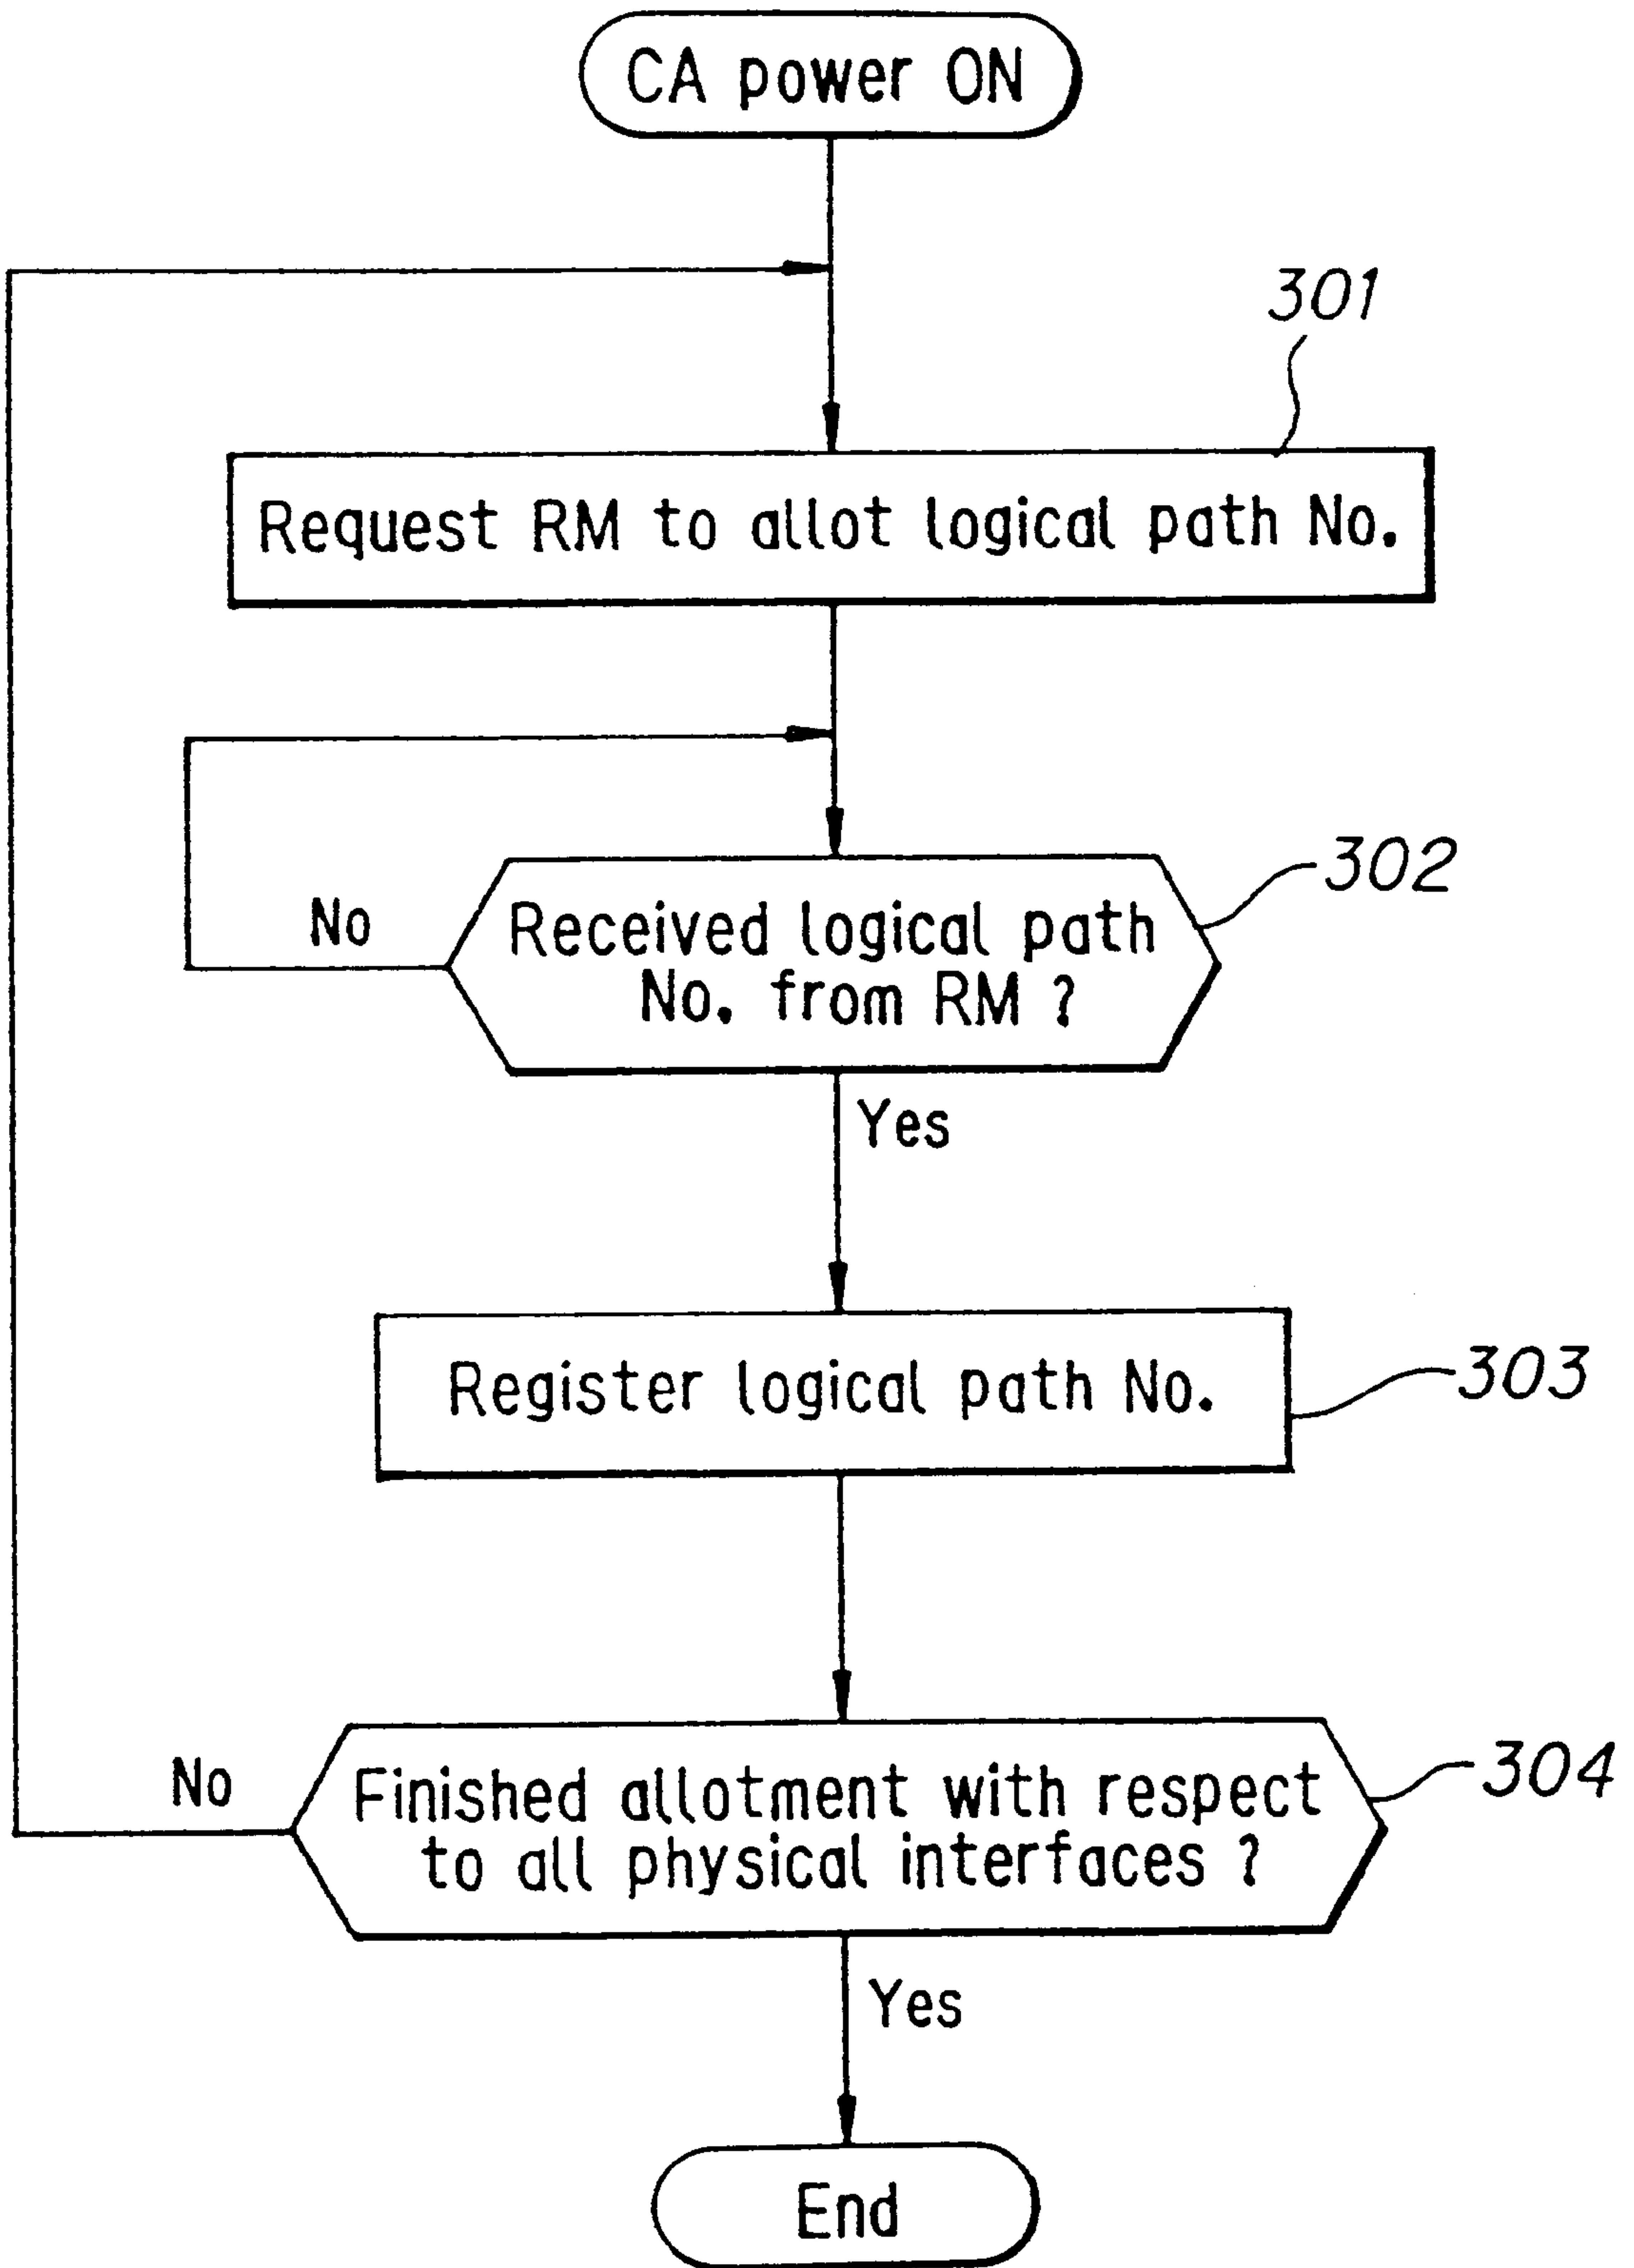 CA power ON
301
Request RM to allot logical path No.
302
No
Received logical path
No. from RM ?
Yes
Register logical path No.
303
No
Finished allotment with respect
to all physical interfaces ?
304
Yes
End